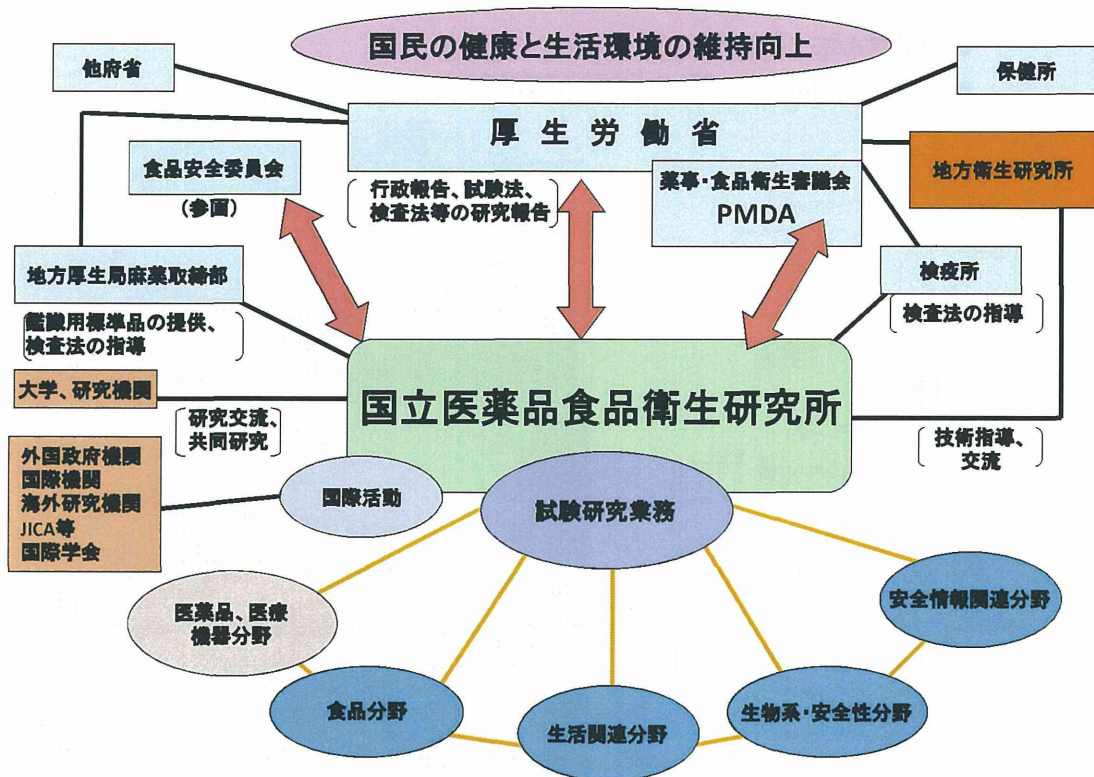 国民の健康と生活環境の維持向上
他府省
保健所
厚生労働省
食品安全委員会
(参画)
行政報告、試験法、
検査法等の研究報告
薬事・食品衛生審議会
PMDA
地方衛生研究所
地方厚生局麻薬取締部
鑑識用標準品の提供、
検査法の指導
検疫所
検査法の指導
大学、研究機関
研究交流、
共同研究
国立医薬品食品衛生研究所
技術指導、
交流
外国政府機関
国際機関
海外研究機関
JICA等
国際学会
国際活動
試験研究業務
医薬品、医療
機器分野
安全情報関連分野
食品分野
生活関連分野
生物系・安全性分野